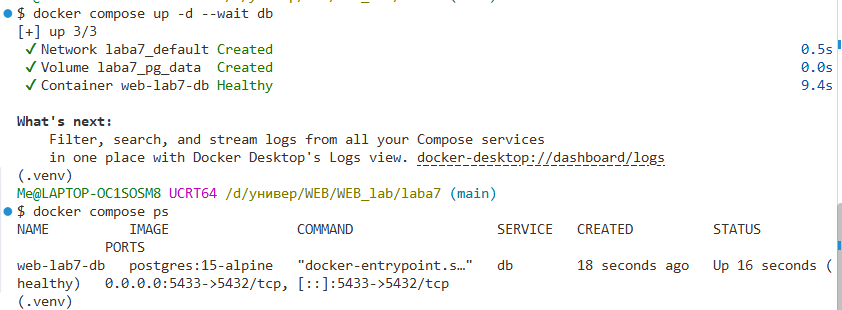 $ docker compose up -d --wait db
[+] up 3/3
✓ Network laba7_default Created 0.5s
✓ Volume laba7_pg_data Created 0.0s
✓ Container web-lab7-db Healthy 9.4s
What's next:
Filter, search, and stream logs from all your Compose services
in one place with Docker Desktop's Logs view. docker-desktop://dashboard/logs
(.venv)
Me@LAPTOP-OC1SOSM8 UCRT64 /d/универ/WEB/WEB_lab/laba7 (main)
$ docker compose ps
NAME IMAGE COMMAND SERVICE CREATED STATUS
PORTS
web-lab7-db postgres:15-alpine "docker-entrypoint.s…" db 18 seconds ago Up 16 seconds (
healthy) 0.0.0.0:5433->5432/tcp, [::]:5433->5432/tcp
(.venv)